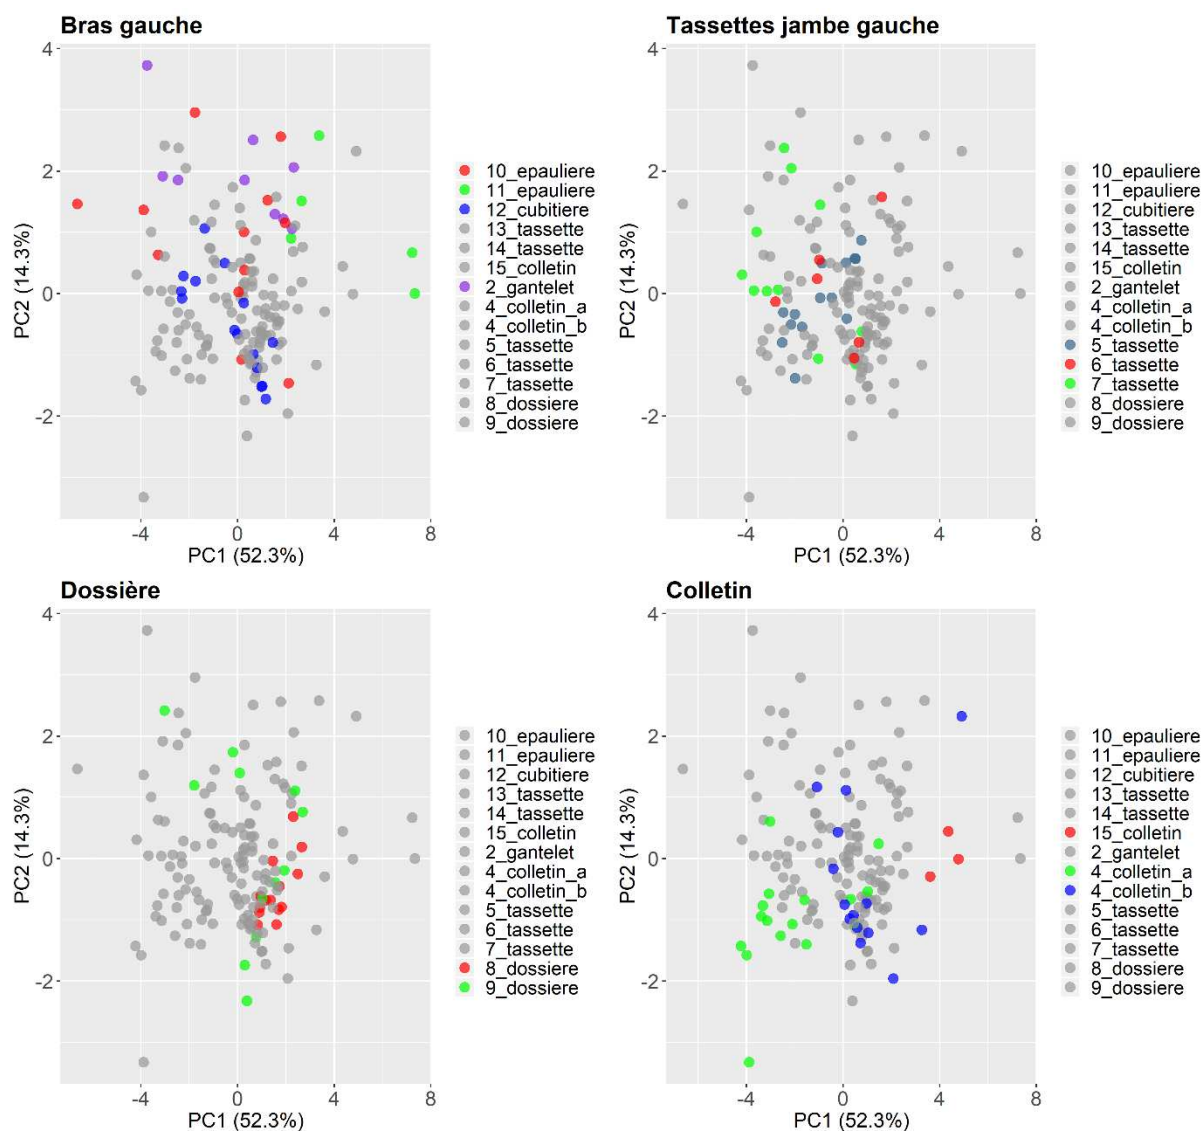 Bras gauche
4
2
0
-2
-4
0
4
8
PC1 (52.3%)
PC2 (14.3%)
10_epauliere
11_epauliere
12_cubitiere
13_tassette
14_tassette
15_colletin
2_gantelet
4_colletin_a
4_colletin_b
5_tassette
6_tassette
7_tassette
8_dossiere
9_dossiere
Tassettes jambe gauche
4
2
0
-2
-4
0
4
8
PC1 (52.3%)
PC2 (14.3%)
10_epauliere
11_epauliere
12_cubitiere
13_tassette
14_tassette
15_colletin
2_gantelet
4_colletin_a
4_colletin_b
5_tassette
6_tassette
7_tassette
8_dossiere
9_dossiere
Dossière
4
2
0
-2
-4
0
4
8
PC1 (52.3%)
PC2 (14.3%)
10_epauliere
11_epauliere
12_cubitiere
13_tassette
14_tassette
15_colletin
2_gantelet
4_colletin_a
4_colletin_b
5_tassette
6_tassette
7_tassette
8_dossiere
9_dossiere
Colletin
4
2
0
-2
-4
0
4
8
PC1 (52.3%)
PC2 (14.3%)
10_epauliere
11_epauliere
12_cubitiere
13_tassette
14_tassette
15_colletin
2_gantelet
4_colletin_a
4_colletin_b
5_tassette
6_tassette
7_tassette
8_dossiere
9_dossiere